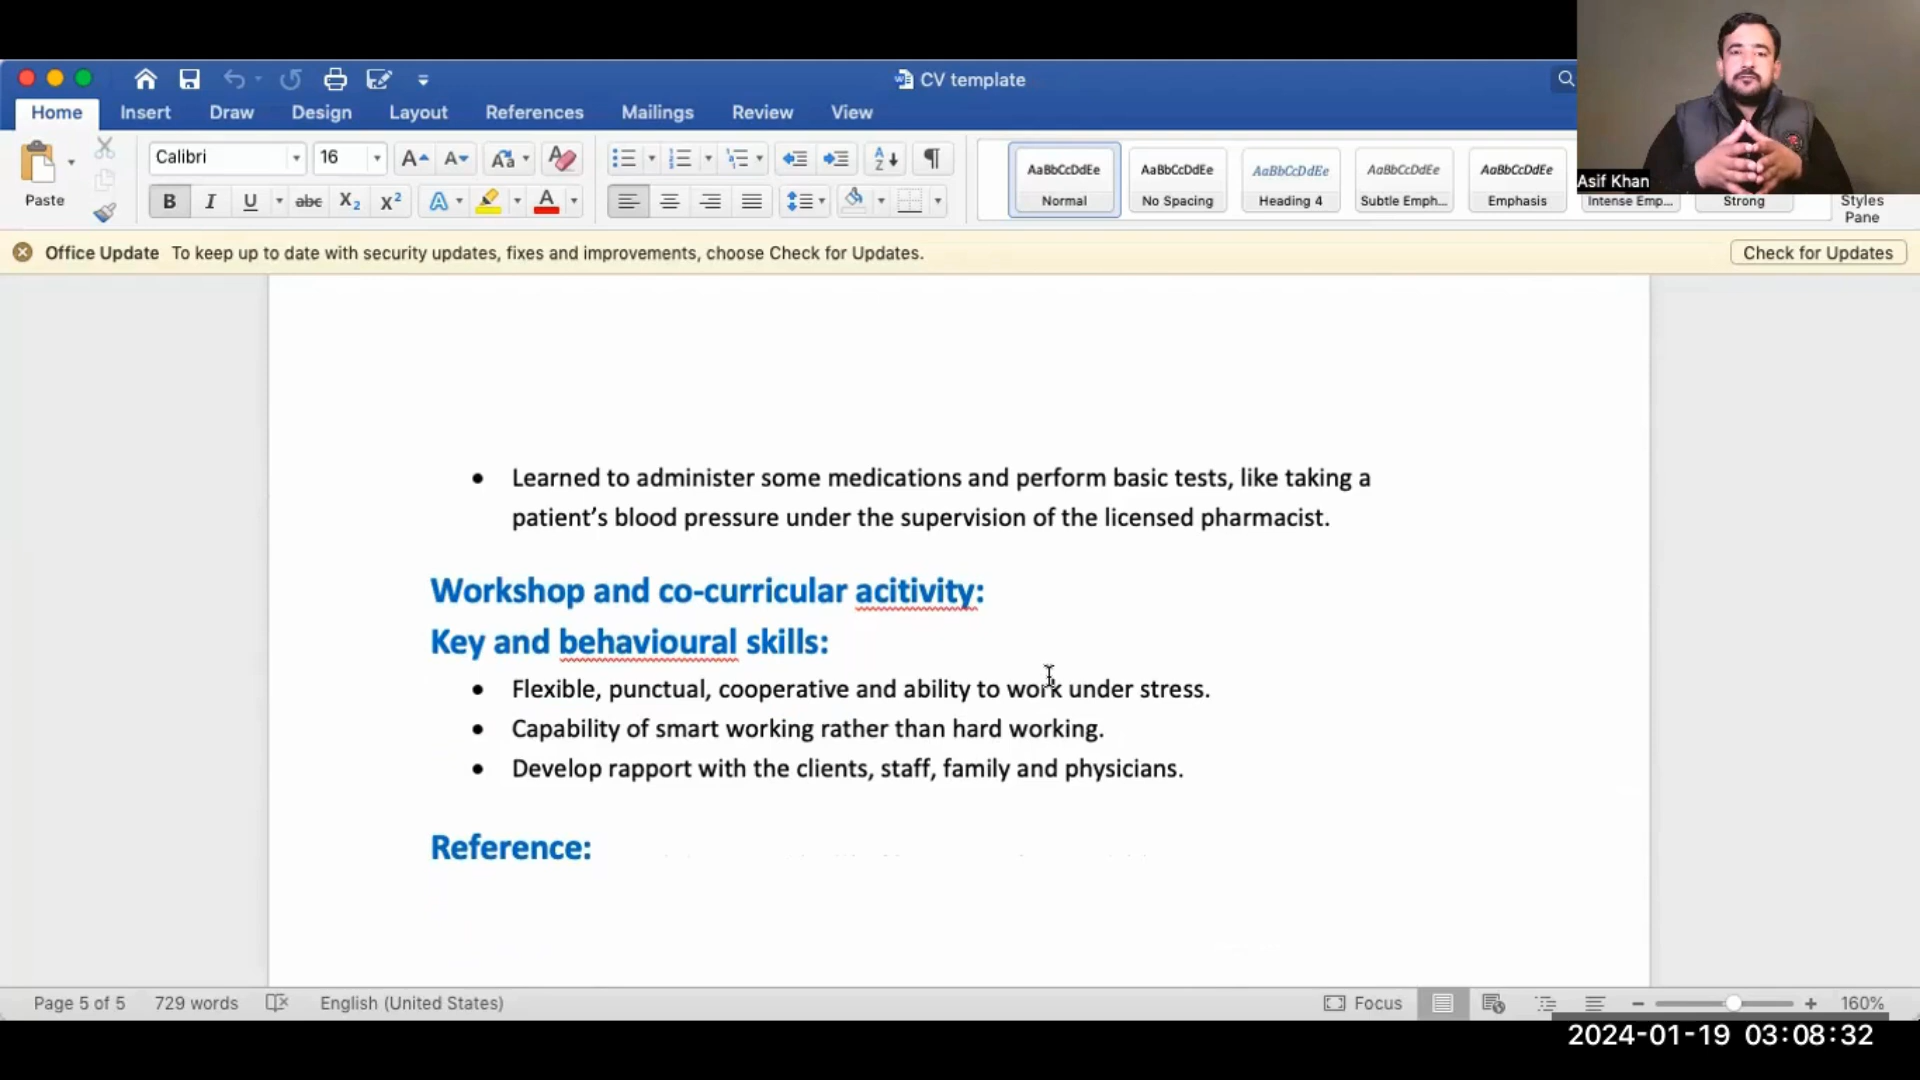 CV template
Home Insert Draw Design Layout References Mailings Review View
Calibri 16
Paste
AaBbCcDdEe AaBbCcDdEe AaBbCcDdEe AaBbCcDdEe AaBbCcDdEe
Normal No Spacing Heading 4 Subtle Emph... Emphasis Intense Emp... Strong
Styles
Pane
Asif Khan
Office Update To keep up to date with security updates, fixes and improvements, choose Check for Updates.
Check for Updates
• Learned to administer some medications and perform basic tests, like taking a
patient’s blood pressure under the supervision of the licensed pharmacist.
Workshop and co-curricular acitivity:
Key and behavioural skills:
• Flexible, punctual, cooperative and ability to work under stress.
• Capability of smart working rather than hard working.
• Develop rapport with the clients, staff, family and physicians.
Reference:
Page 5 of 5 729 words English (United States) Focus 160%
2024-01-19 03:08:32